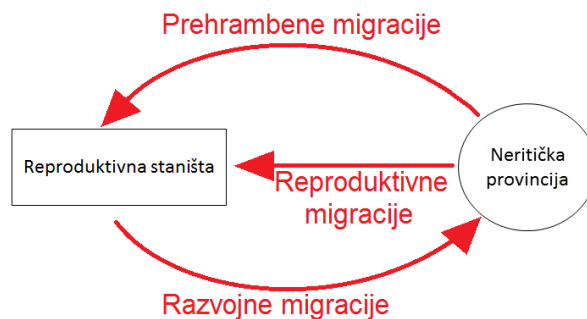 Prehrambene migracije
Reproduktivna staništa
Neritička
provincija
Reproduktivne
migracije
Razvojne migracije